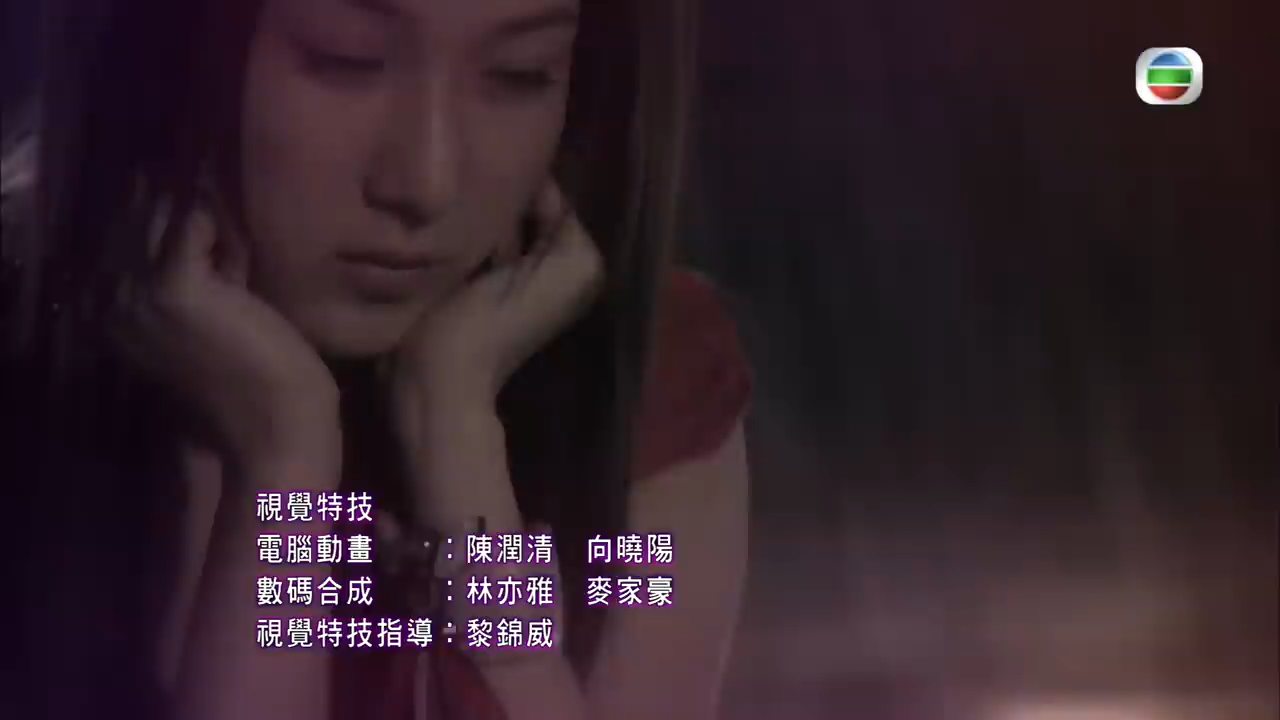 視覺特技
電腦動畫　　：陳潤清　向曉陽
數碼合成　　：林亦雅　麥家豪
視覺特技指導：黎錦威